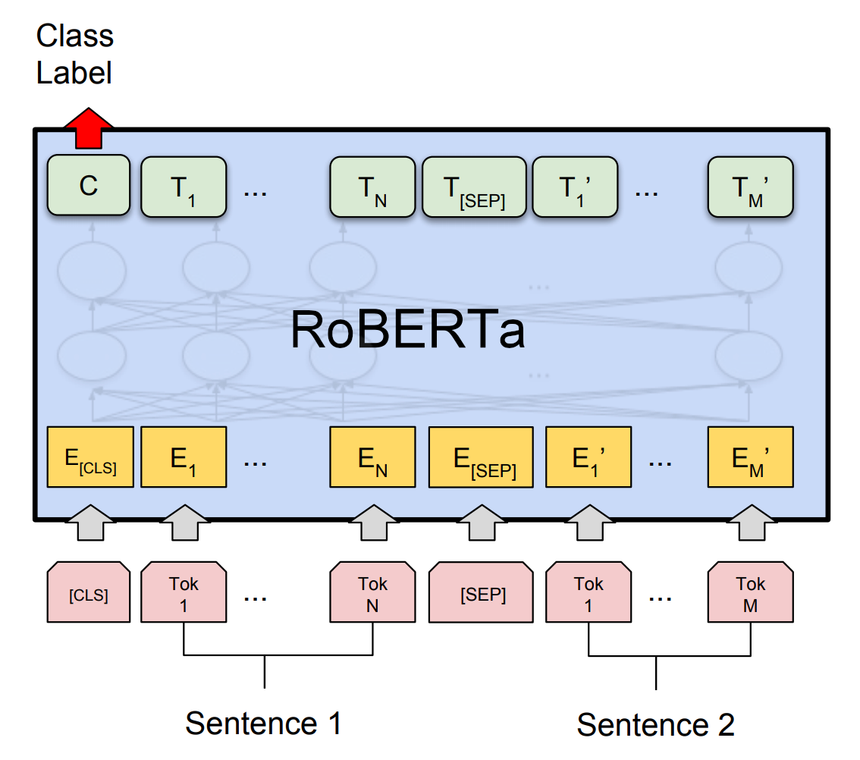 Class
Label
C T1 ... TN T[SEP] T1’ ... TM’
...
RoBERTa
...
E[CLS] E1 ... EN E[SEP] E1’ ... EM’
[CLS] Tok 1 ... Tok N [SEP] Tok 1 ... Tok M
Sentence 1 Sentence 2